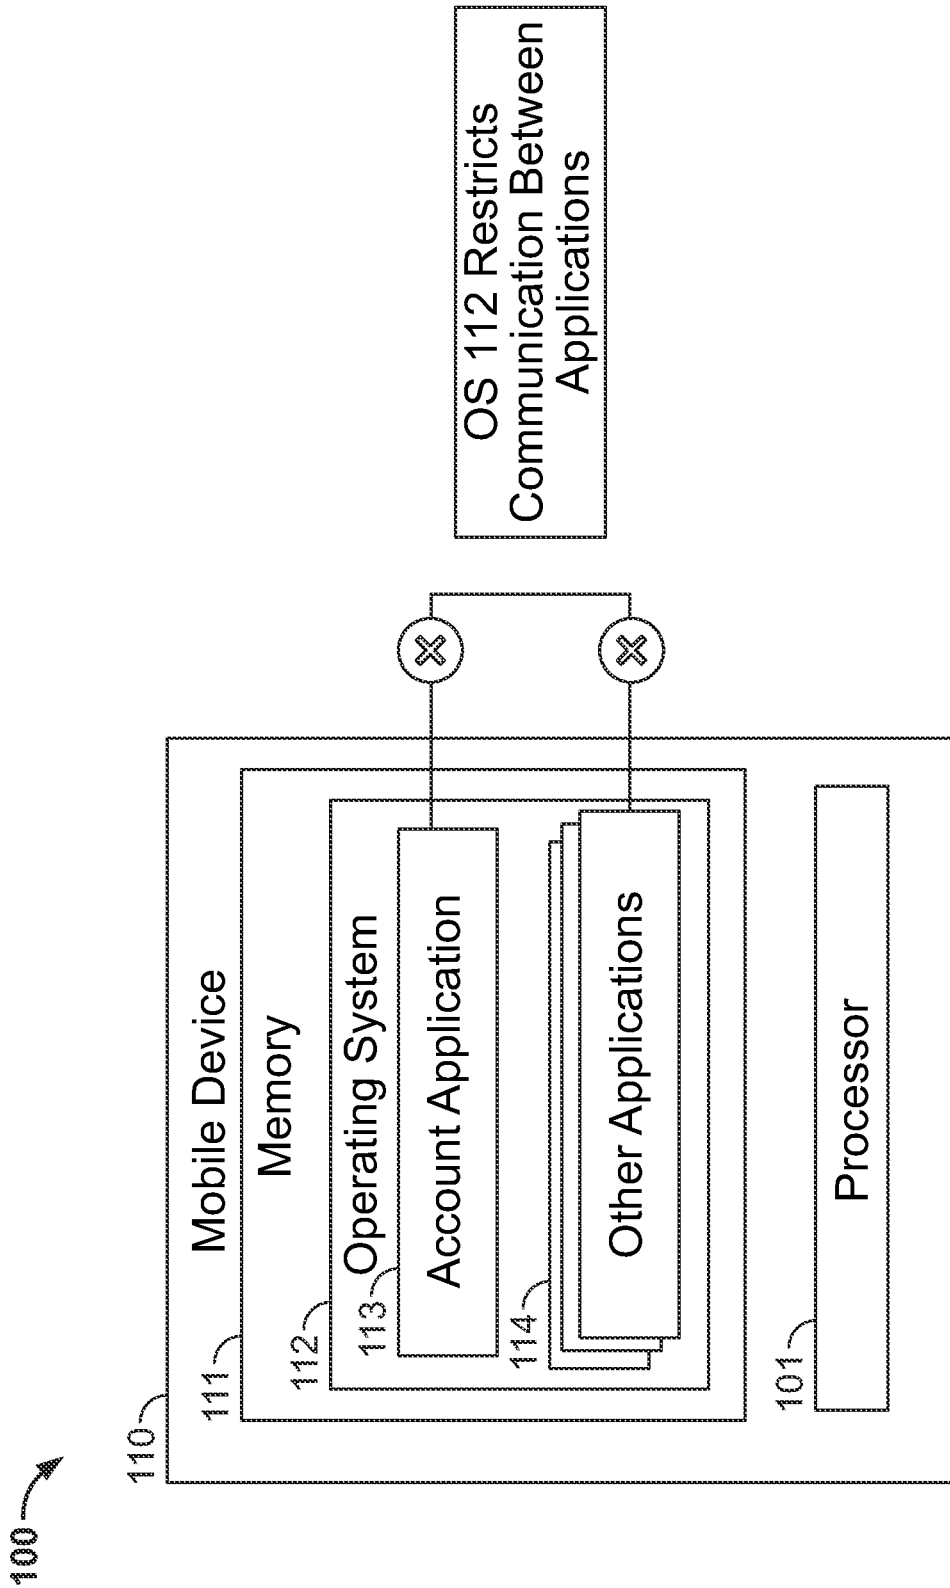 100
110
Mobile Device
111
Memory
112
Operating System
113
Account Application
114
Other Applications
101
Processor
OS 112 Restricts
Communication Between
Applications